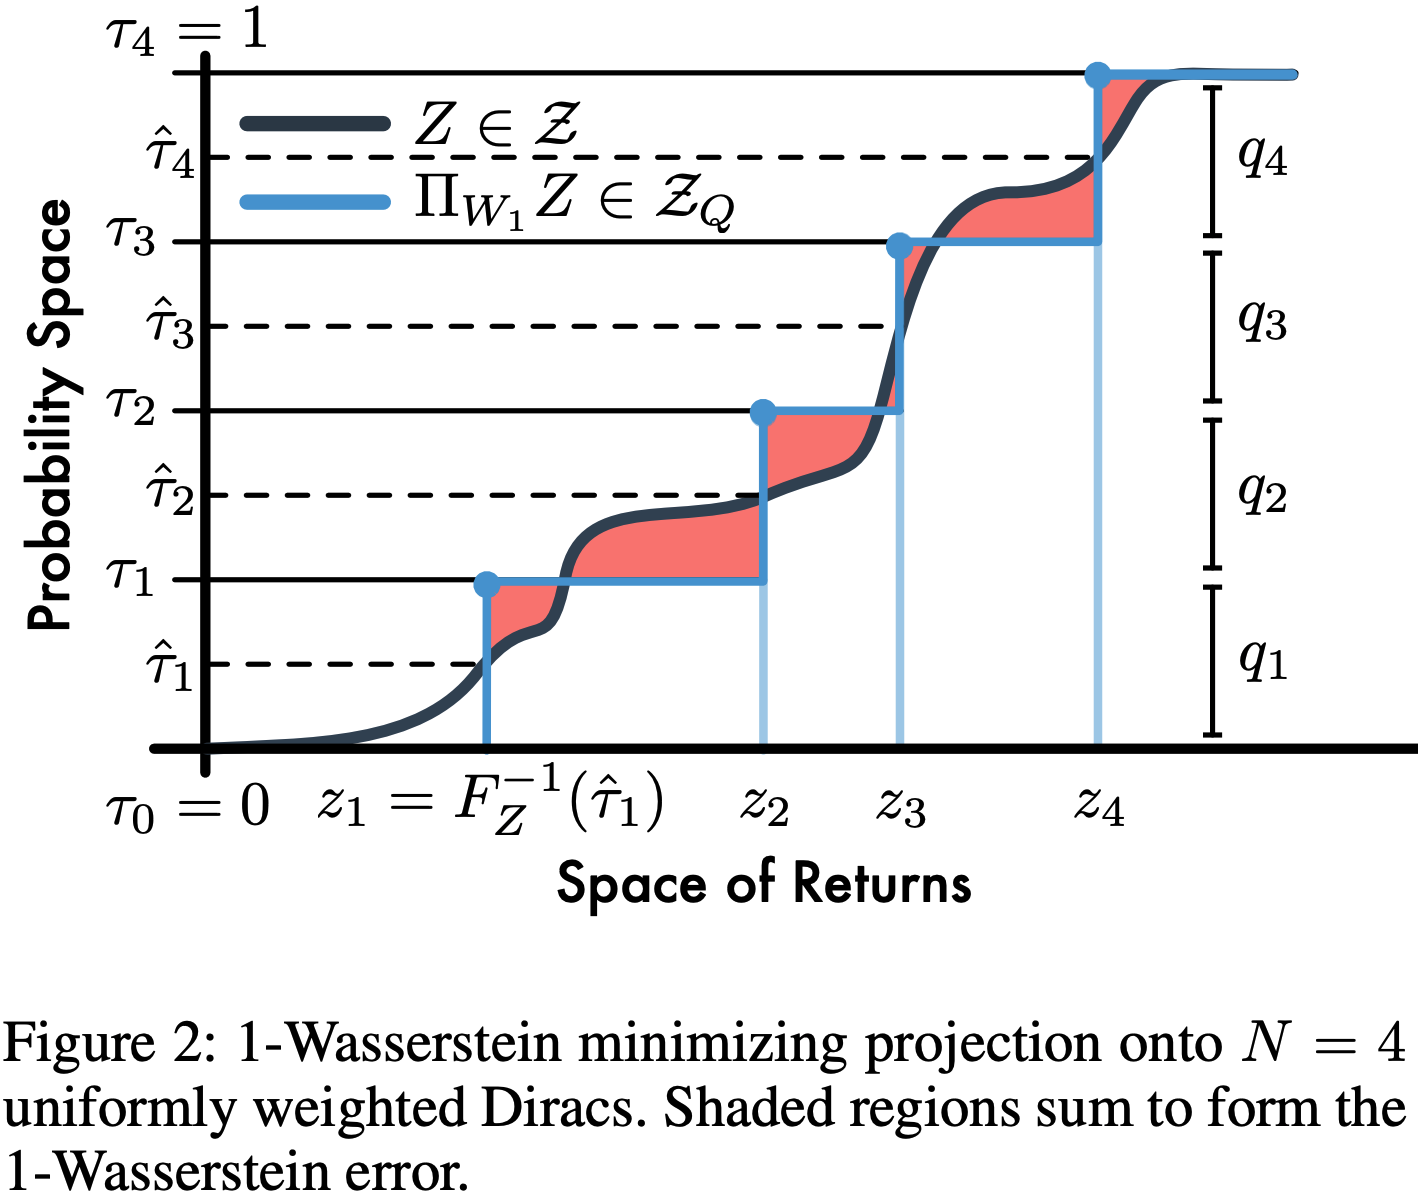 τ₄ = 1
Z ∈ 𝒵
τ̂₄
Π_{W₁} Z ∈ 𝒵_Q
q₄
τ₃
τ̂₃
q₃
τ₂
τ̂₂
q₂
τ₁
τ̂₁
q₁
Probability Space
τ₀ = 0
z₁ = F_Z^{−1}(τ̂₁)
z₂
z₃
z₄
Space of Returns
Figure 2: 1-Wasserstein minimizing projection onto N = 4
uniformly weighted Diracs. Shaded regions sum to form the
1-Wasserstein error.